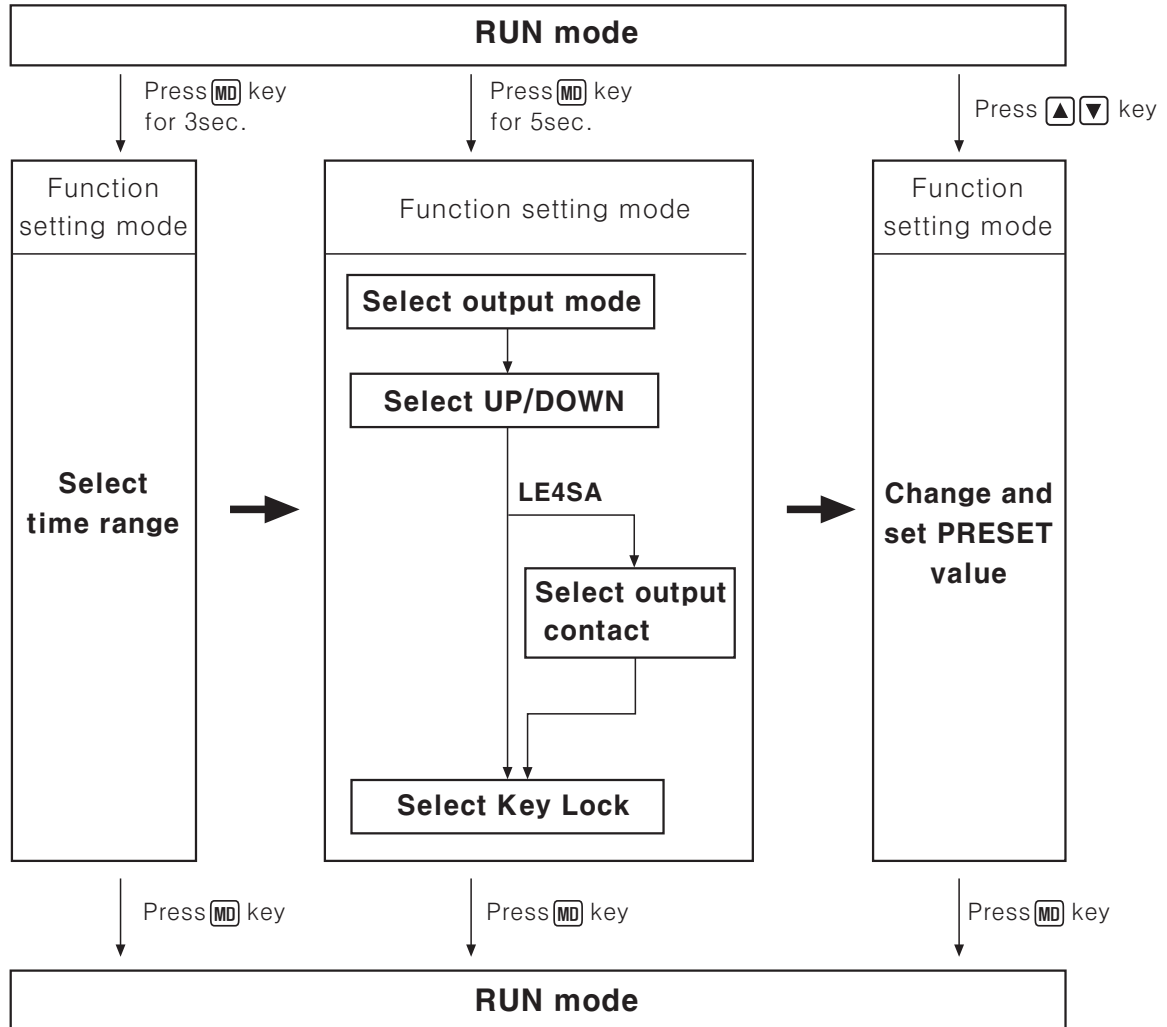 RUN mode
Press MD key
for 3sec.
Press MD key
for 5sec.
Press ▲ ▼ key
Function
setting mode
Select
time range
Function setting mode
Select output mode
Select UP/DOWN
LE4SA
Select output
contact
Select Key Lock
Function
setting mode
Change and
set PRESET
value
Press MD key
Press MD key
Press MD key
RUN mode